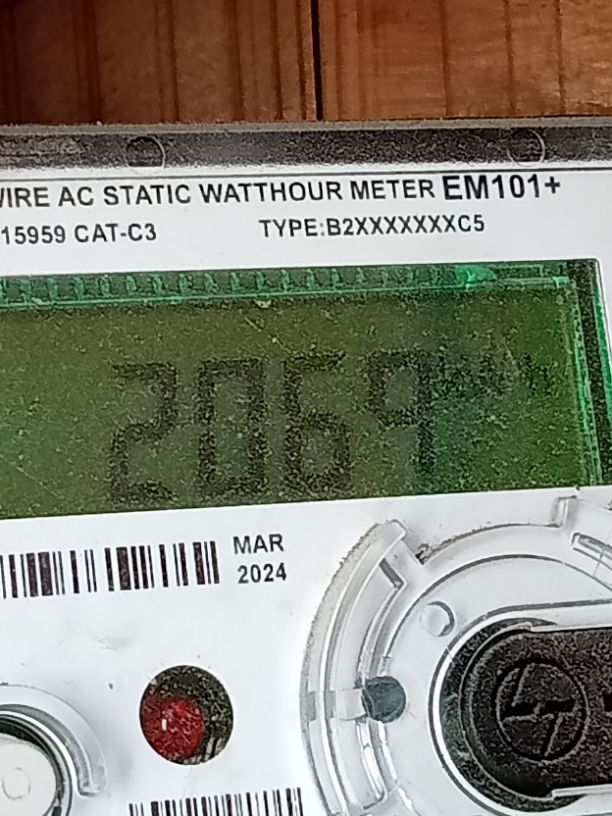 WIRE AC STATIC WATTHOUR METER EM101+
15959 CAT-C3 TYPE:B2XXXXXXXC5
2069
MAR
2024